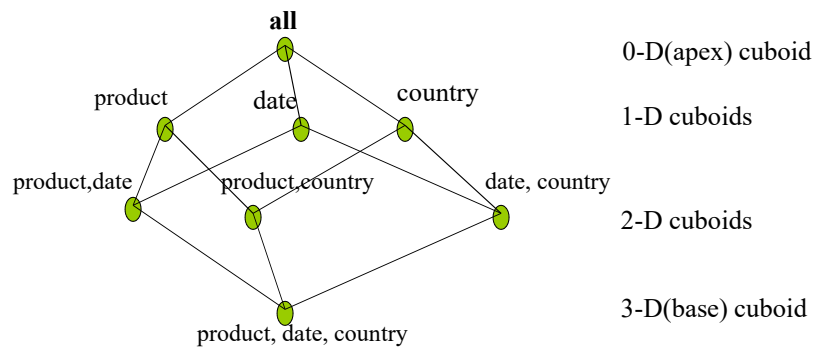 all
0-D(apex) cuboid
product
date
country
1-D cuboids
product,date
product,country
date, country
2-D cuboids
3-D(base) cuboid
product, date, country